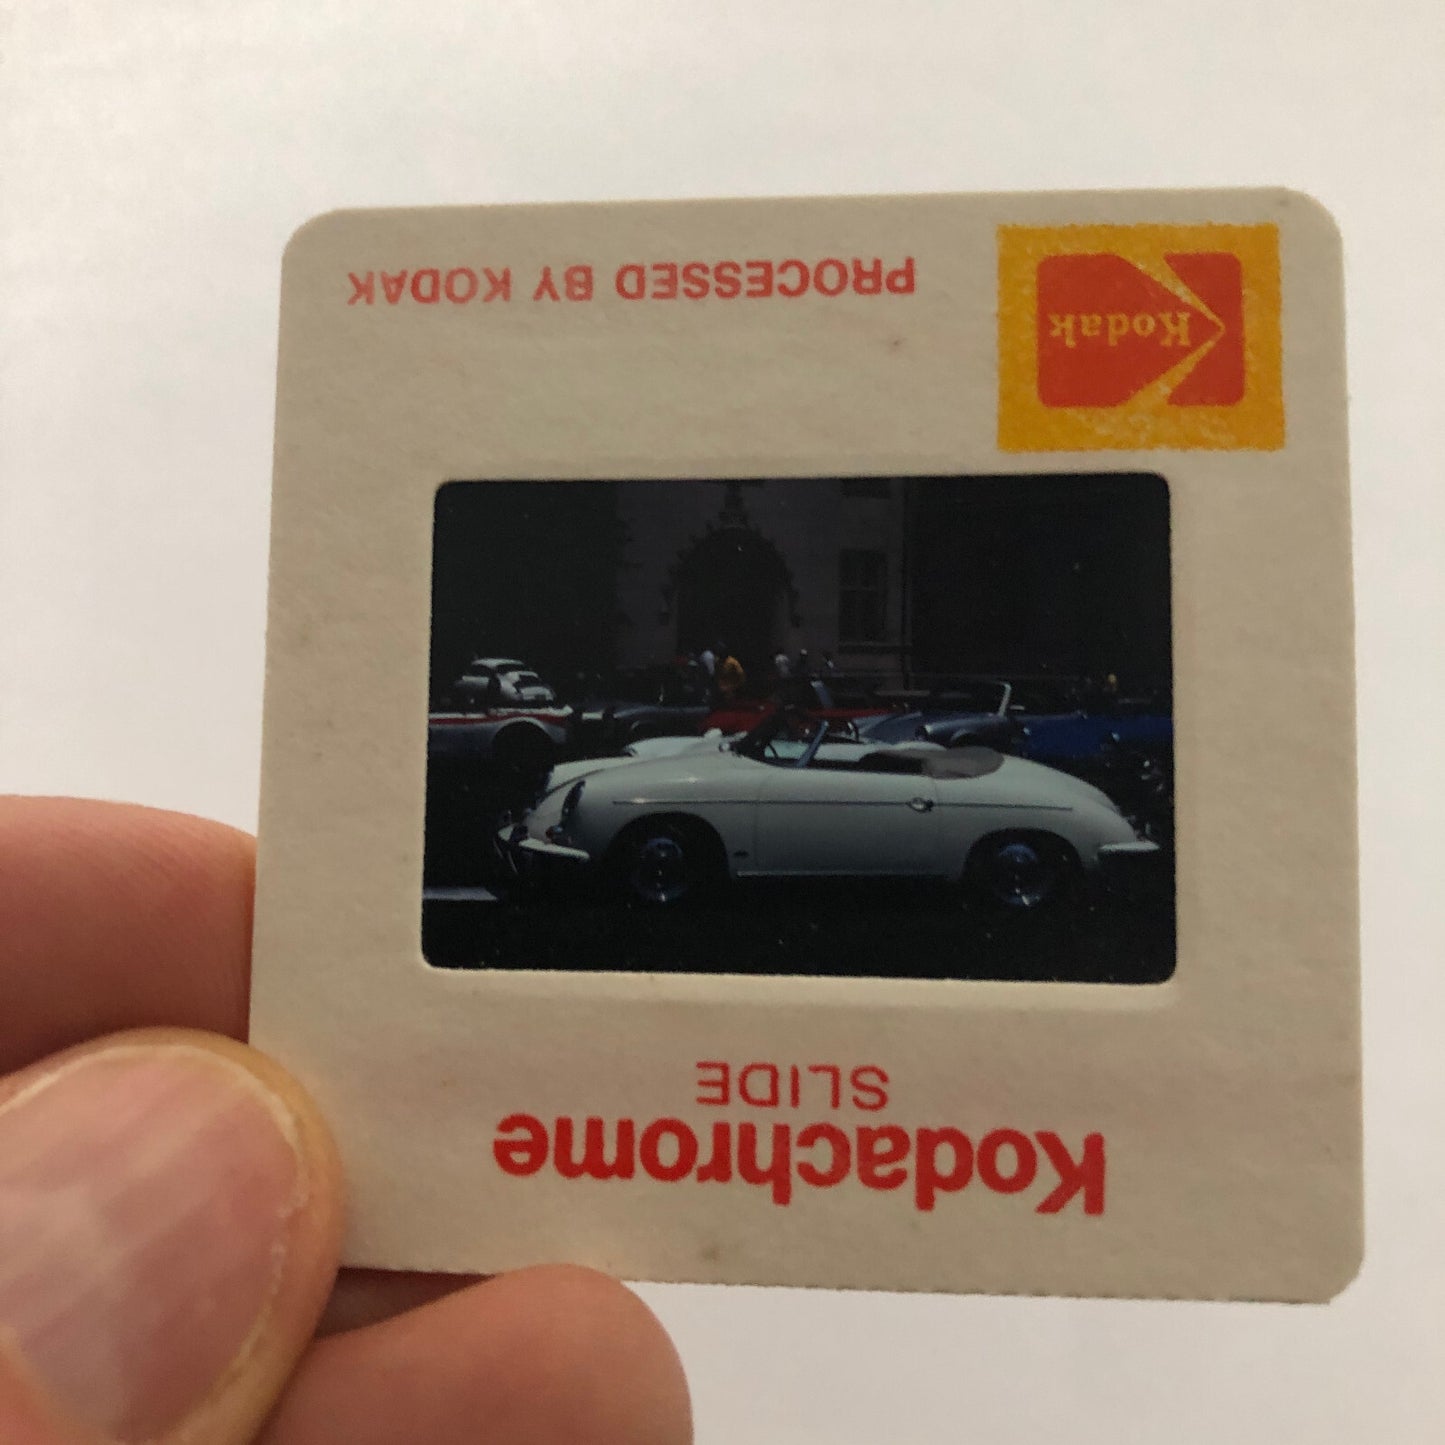 Kodachrome
SLIDE
Kodak
PROCESSED BY KODAK